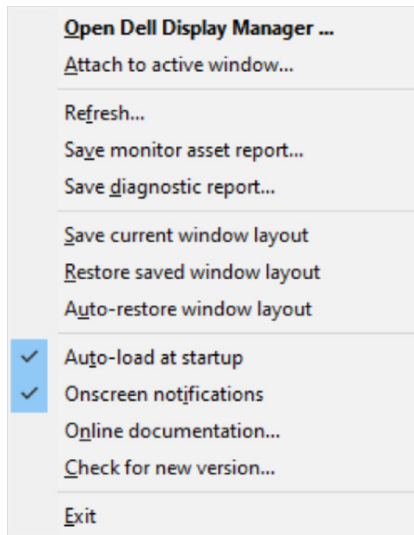 Open Dell Display Manager ...
Attach to active window...
Refresh...
Save monitor asset report...
Save diagnostic report...
Save current window layout
Restore saved window layout
Auto-restore window layout
Auto-load at startup
Onscreen notifications
Online documentation...
Check for new version...
Exit